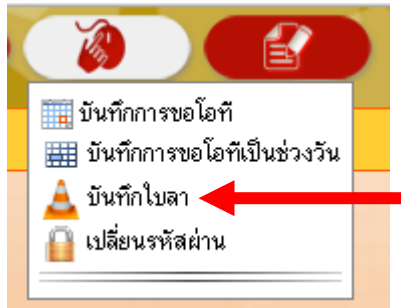 บันทึกการขอโอที
บันทึกการขอโอทีเป็นช่วงวัน
บันทึกใบลา
เปลี่ยนรหัสผ่าน